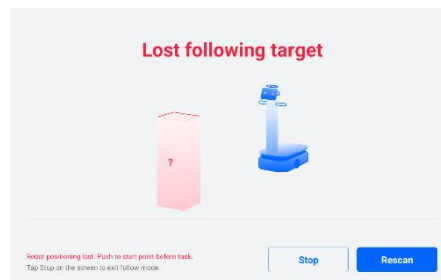 Lost following target
?
Robot positioning lost. Push to start point before task.
Tap Stop on the screen to exit follow mode.
Stop
Rescan